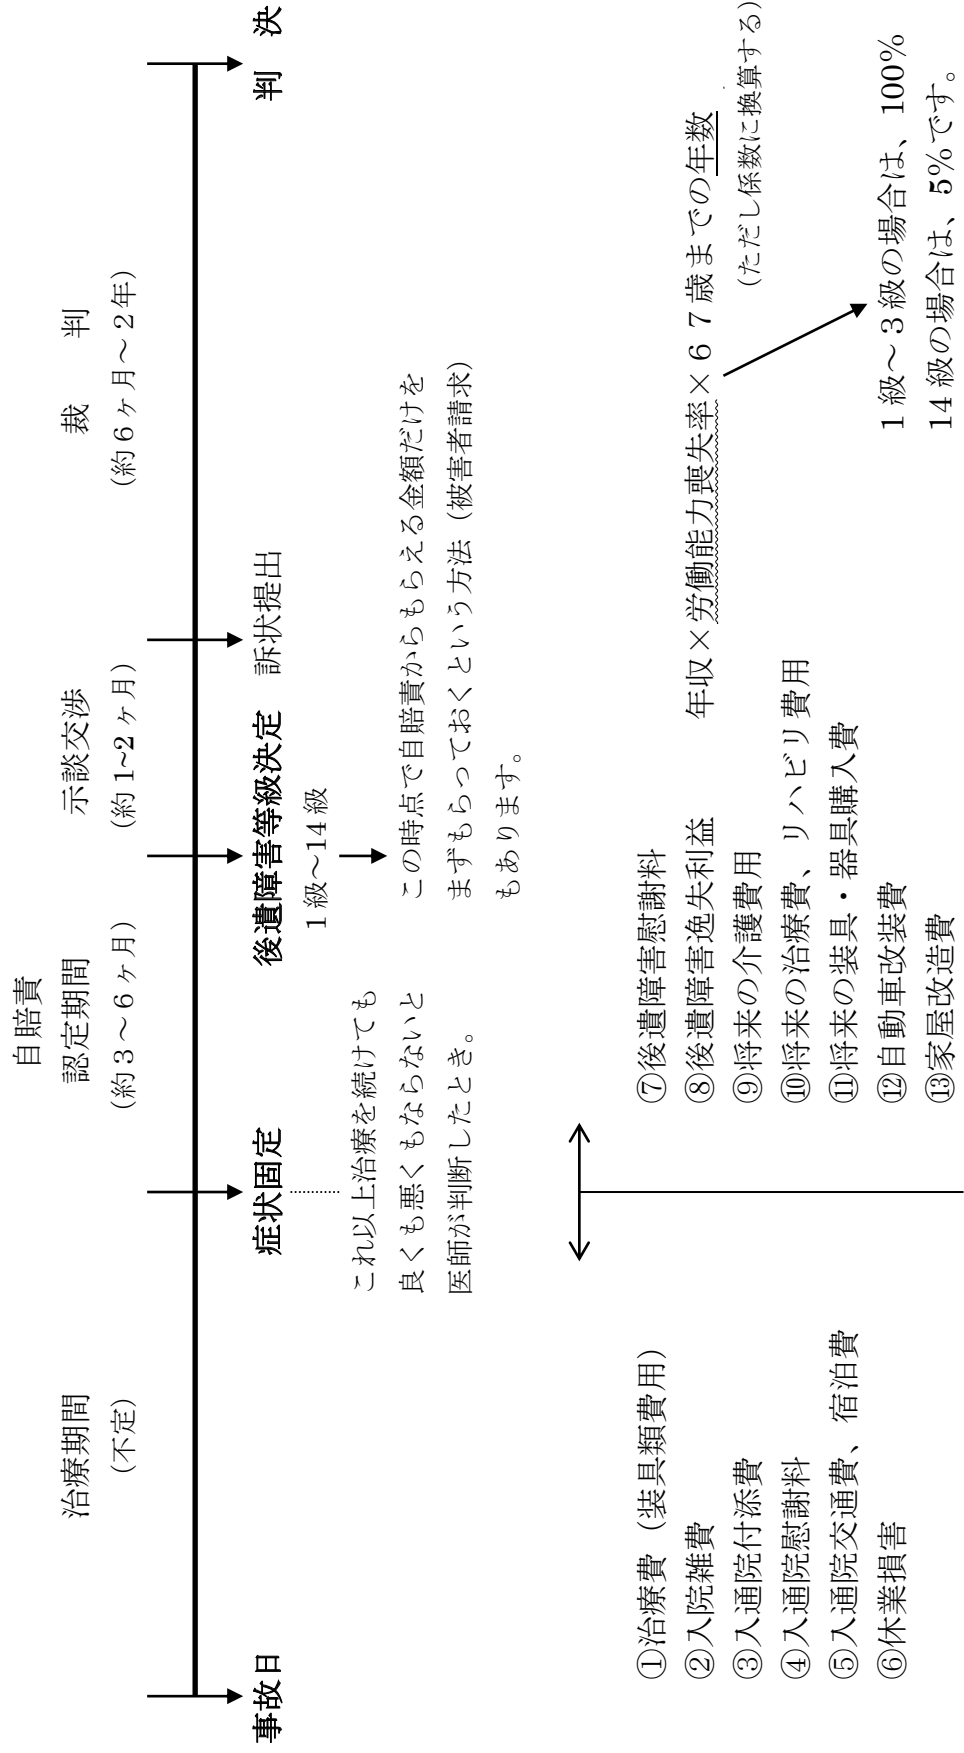 自賠責
治療期間 認定期間 示談交渉 裁 判
(不定) (約3～6ヶ月) (約1~2ヶ月) (約6ヶ月～2年)
事故日 症状固定 後遺障害等級決定 訴状提出 判 決
1級～14級
これ以上治療を続けても
良くも悪くもならないと
医師が判断したとき。
この時点で自賠責からもらえる金額だけを
まずもらっておくという方法（被害者請求）
もあります。
①治療費（装具類費用）
②入院雑費
③入通院付添費
④入通院慰謝料
⑤入通院交通費、宿泊費
⑥休業損害
⑦後遺障害慰謝料
⑧後遺障害逸失利益 年収×労働能力喪失率×６７歳までの年数
(ただし係数に換算する)
⑨将来の介護費用
⑩将来の治療費、リハビリ費用
⑪将来の装具・器具購入費
⑫自動車改装費
⑬家屋改造費
1級～3級の場合は、100%
14級の場合は、5%です。